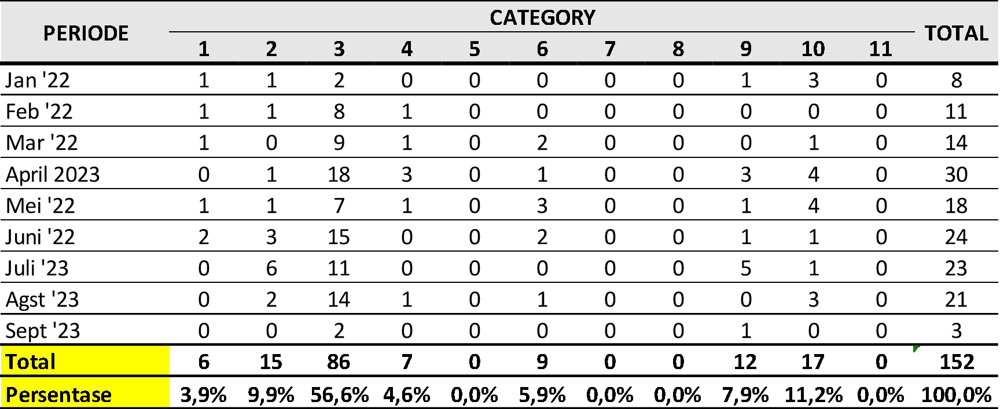 PERIODE CATEGORY TOTAL
1 2 3 4 5 6 7 8 9 10 11
Jan '22 1 1 2 0 0 0 0 0 1 3 0 8
Feb '22 1 1 8 1 0 0 0 0 0 0 0 11
Mar '22 1 0 9 1 0 2 0 0 0 1 0 14
April 2023 0 1 18 3 0 1 0 0 3 4 0 30
Mei '22 1 1 7 1 0 3 0 0 1 4 0 18
Juni '22 2 3 15 0 0 2 0 0 1 1 0 24
Juli '23 0 6 11 0 0 0 0 0 5 1 0 23
Agst '23 0 2 14 1 0 1 0 0 0 3 0 21
Sept '23 0 0 2 0 0 0 0 0 1 0 0 3
Total 6 15 86 7 0 9 0 0 12 17 0 152
Persentase 3,9% 9,9% 56,6% 4,6% 0,0% 5,9% 0,0% 0,0% 7,9% 11,2% 0,0% 100,0%